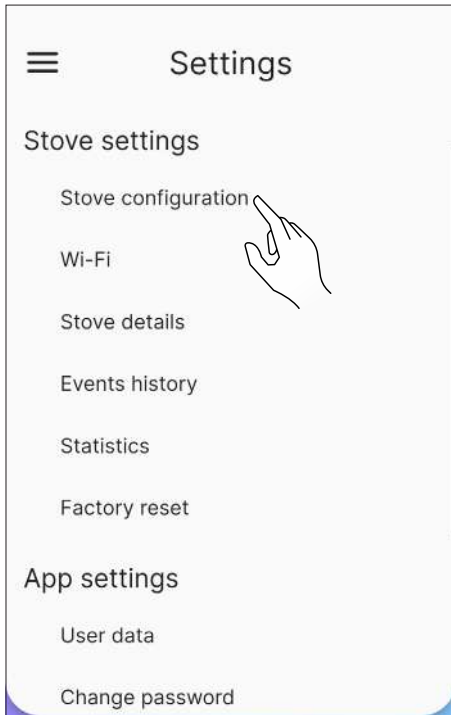 Settings
Stove settings
Stove configuration
Wi-Fi
Stove details
Events history
Statistics
Factory reset
App settings
User data
Change password